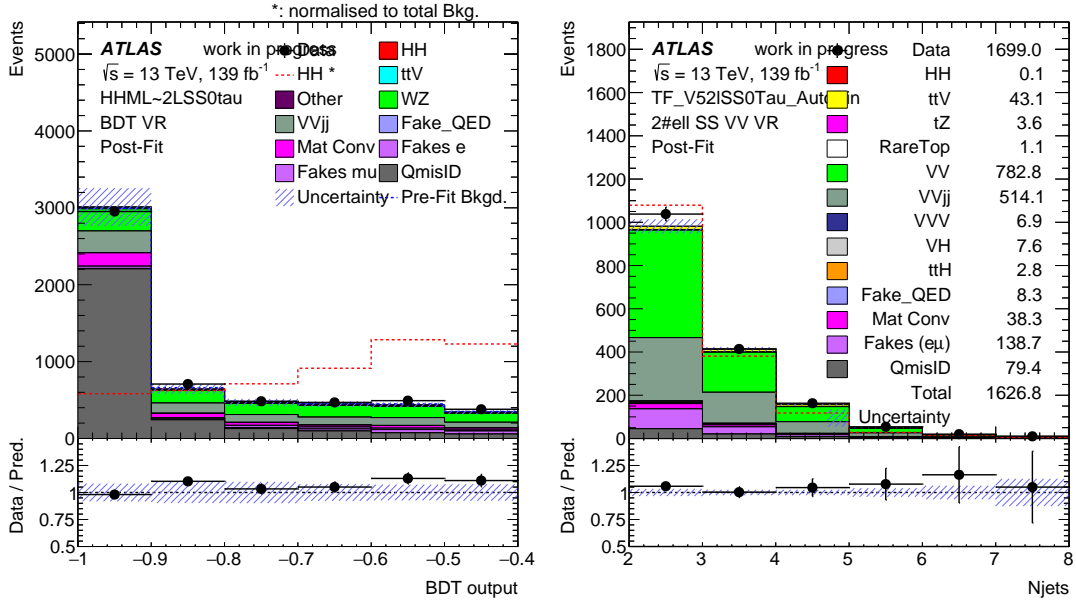 *: normalised to total Bkg.
Events
5000
4000
3000
2000
1000
0
ATLAS work in progress
√s = 13 TeV, 139 fb-1
HHML~2LSS0tau
BDT VR
Post-Fit
Data
HH
HH *
ttV
Other
WZ
VVjj
Fake_QED
Mat Conv
Fakes e
Fakes mu
QmisID
Uncertainty
Pre-Fit Bkgd.
Data / Pred.
1.25
1
0.75
0.5
−1 −0.9 −0.8 −0.7 −0.6 −0.5 −0.4
BDT output
Events
1800
1600
1400
1200
1000
800
600
400
200
0
ATLAS work in progress
√s = 13 TeV, 139 fb-1
2#ell SS VV VR
Post-Fit
Data 1699.0
HH 0.1
ttV 43.1
tZ 3.6
RareTop 1.1
VV 782.8
VVjj 514.1
VVV 6.9
VH 7.6
ttH 2.8
Fake_QED 8.3
Mat Conv 38.3
Fakes (eμ) 138.7
QmisID 79.4
Total 1626.8
Uncertainty
Data / Pred.
1.25
1
0.75
0.5
2 3 4 5 6 7 8
Njets